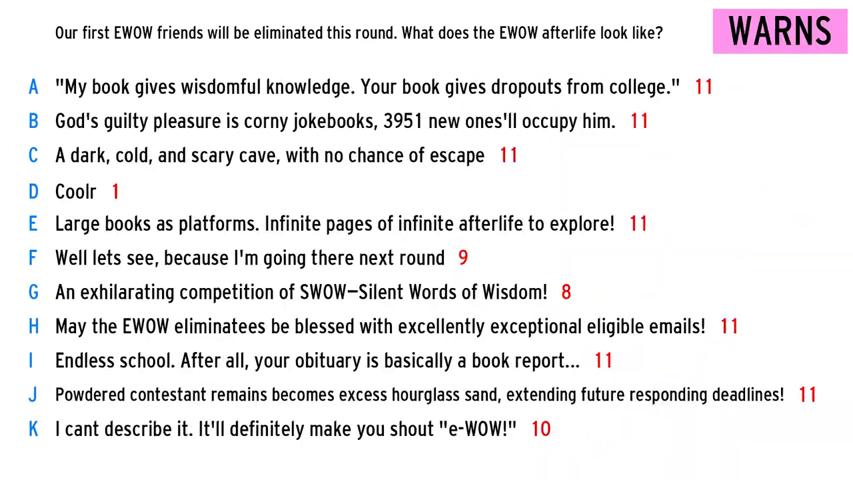 Our first EWOW friends will be eliminated this round. What does the EWOW afterlife look like?
WARNS
A "My book gives wisdomful knowledge. Your book gives dropouts from college." 11
B God's guilty pleasure is corny jokebooks, 3951 new ones'll occupy him. 11
C A dark, cold, and scary cave, with no chance of escape 11
D Coolr 1
E Large books as platforms. Infinite pages of infinite afterlife to explore! 11
F Well lets see, because I'm going there next round 9
G An exhilarating competition of SWOW—Silent Words of Wisdom! 8
H May the EWOW eliminatees be blessed with excellently exceptional eligible emails! 11
I Endless school. After all, your obituary is basically a book report... 11
J Powdered contestant remains becomes excess hourglass sand, extending future responding deadlines! 11
K I cant describe it. It'll definitely make you shout "e-WOW!" 10